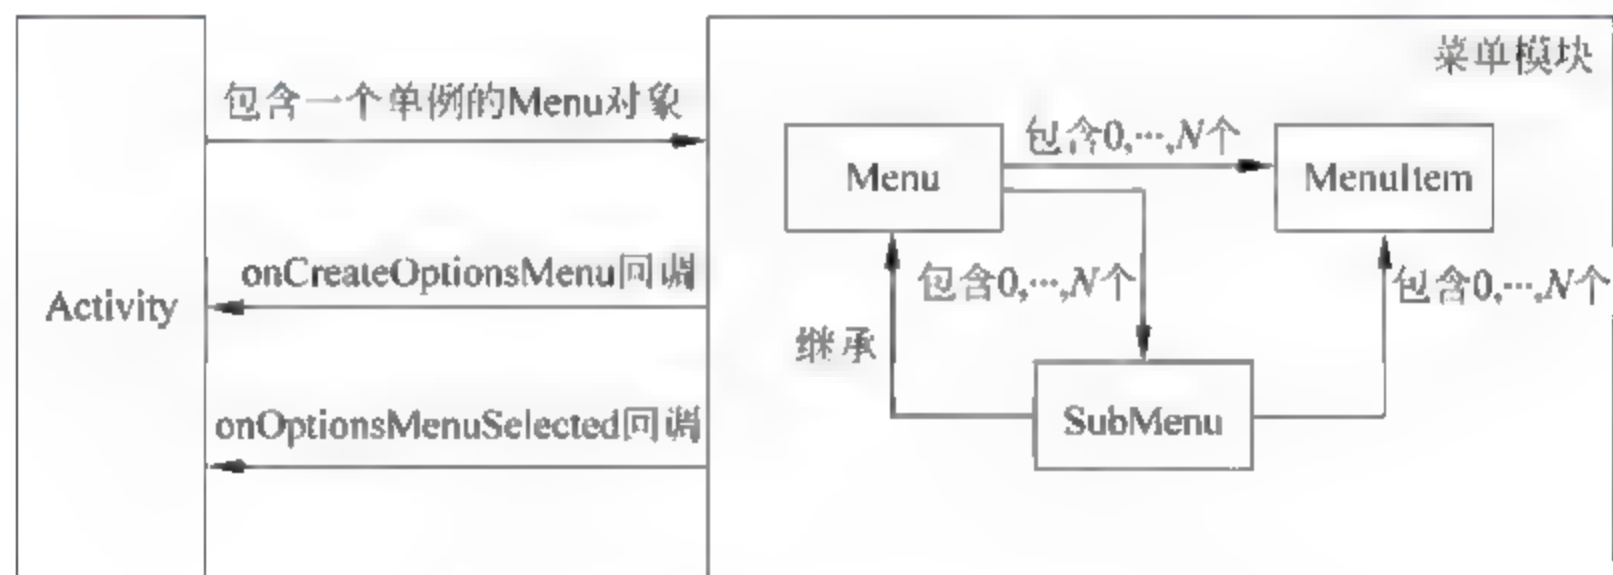 菜单模块
包含一个单例的Menu对象
包含0,…,N个
Menu
MenuItem
onCreateOptionsMenu回调
包含0,…,N个
包含0,…,N个
Activity
继承
onOptionsMenuSelected回调
SubMenu